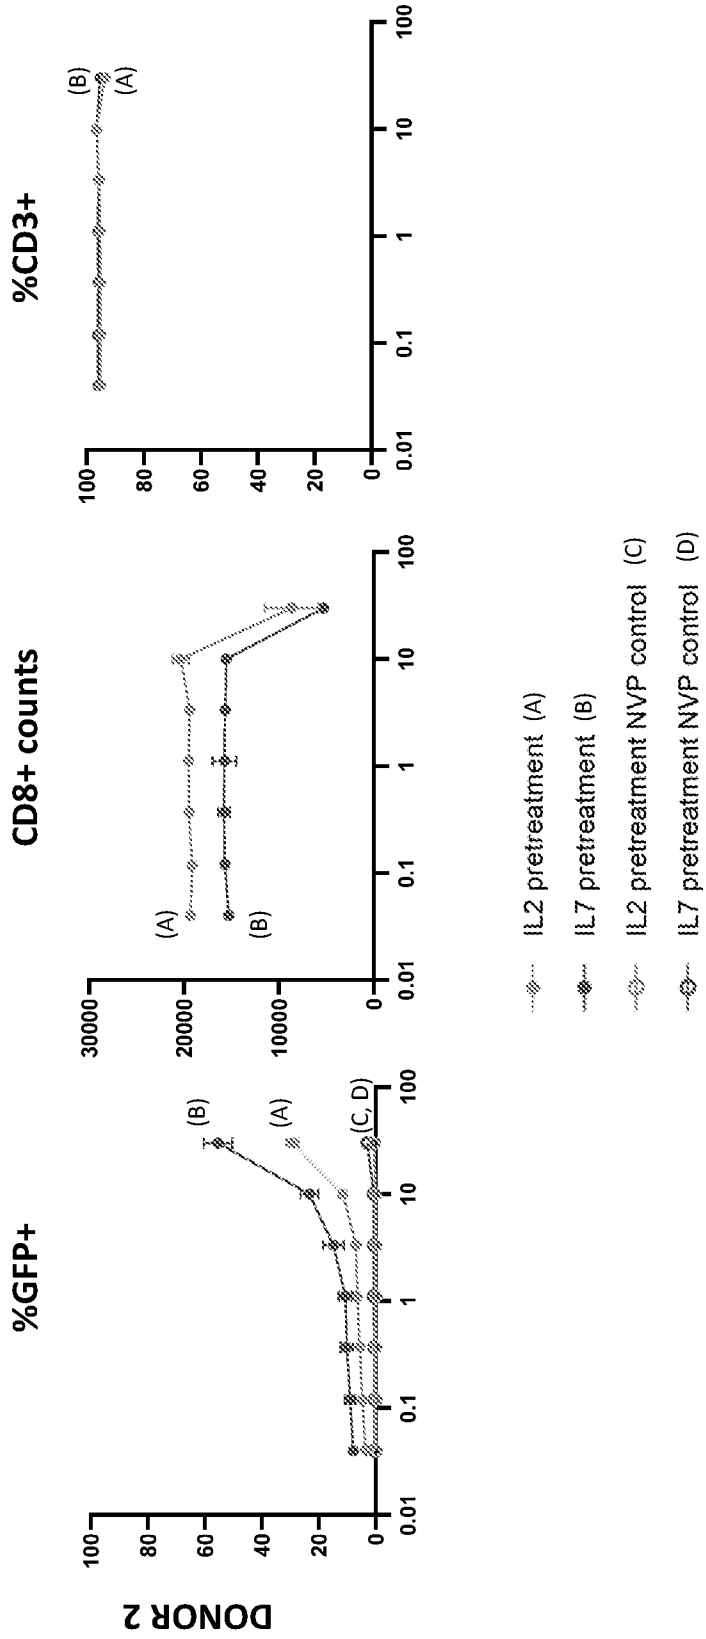 DONOR 2
%GFP+
100
80
60
40
20
0
0.01
0.1
1
10
100
(B)
(A)
(C, D)
CD8+ counts
30000
20000
10000
0
0.01
0.1
1
10
100
(A)
(B)
%CD3+
100
80
60
40
20
0
0.01
0.1
1
10
100
(B)
(A)
IL2 pretreatment (A)
IL7 pretreatment (B)
IL2 pretreatment NVP control (C)
IL7 pretreatment NVP control (D)